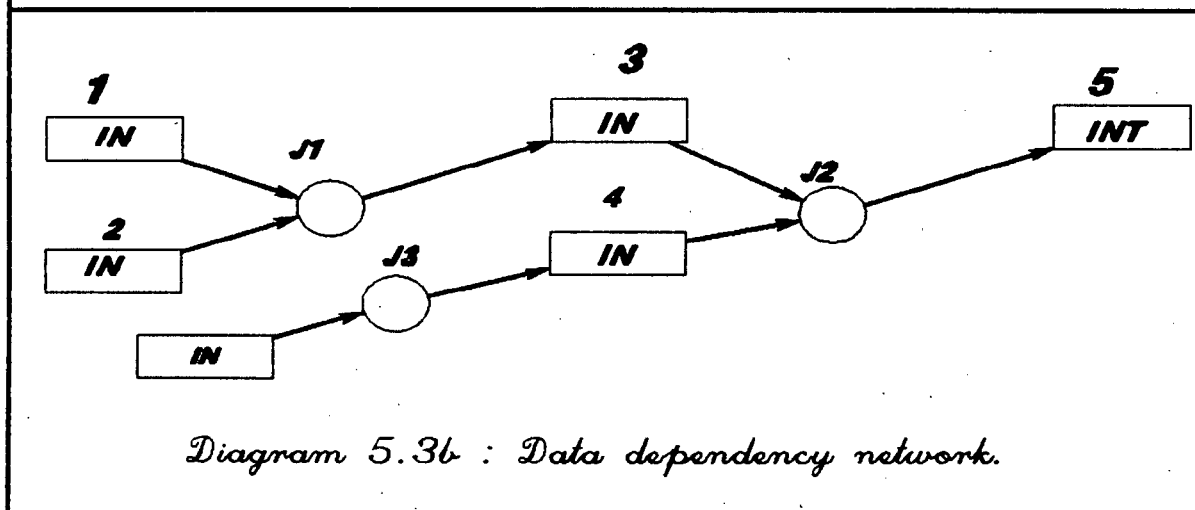 1
IN
J1
2
IN
J3
IN
3
IN
4
IN
J2
5
INT
Diagram 5.3b : Data dependency network.